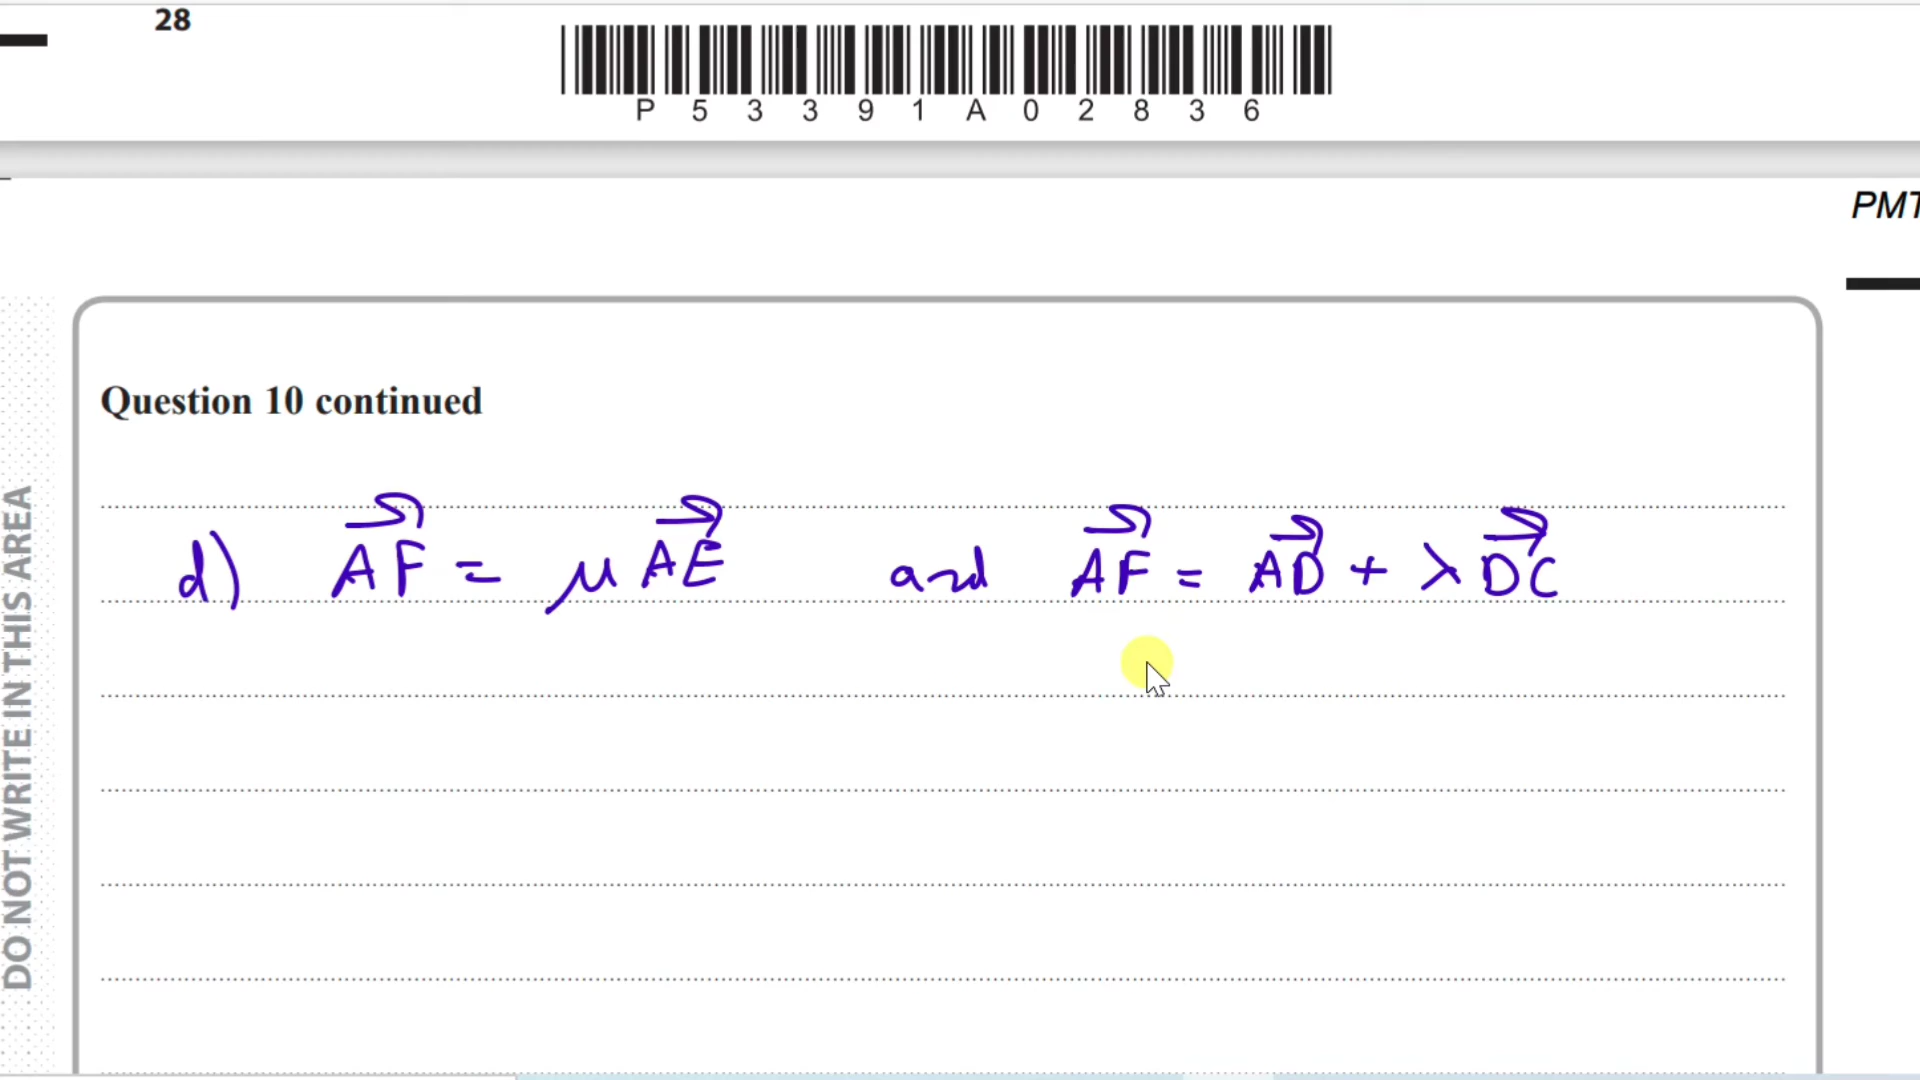 28
P 5 3 3 9 1 A 0 2 8 3 6
PMT
DO NOT WRITE IN THIS AREA
Question 10 continued
d) AF = μ AE and AF = AD + λ DC